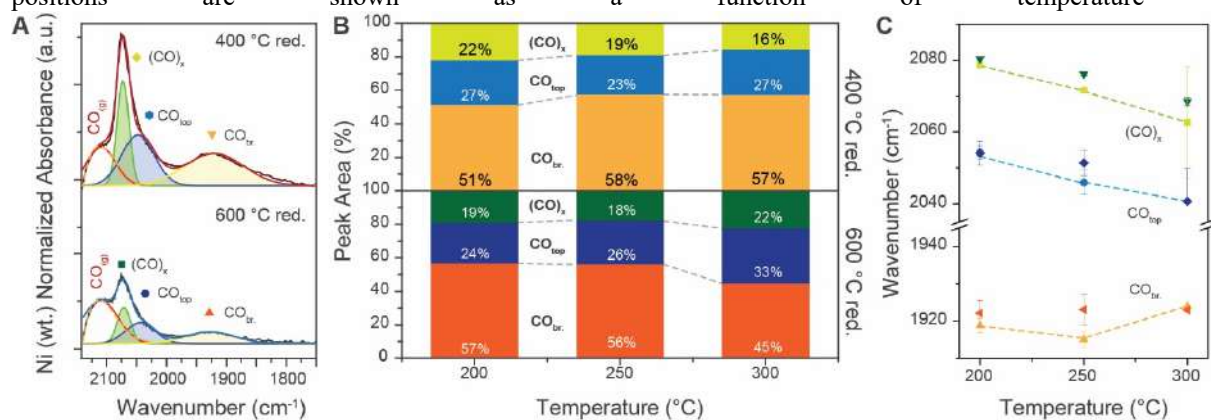 positions are shown as a function of temperature
A
400 °C red.
(CO)x
CO(g)
COtop
CObr.
600 °C red.
CO(g)
(CO)x
COtop
CObr.
Ni (wt.) Normalized Absorbance (a.u.)
2100 2000 1900 1800
Wavenumber (cm-1)
B
100
80
60
40
20
100
80
60
40
20
0
Peak Area (%)
22% (CO)x 19% 16%
27% COtop 23% 27%
CObr.
51% 58% 57%
19% (CO)x 18% 22%
24% COtop 26% 33%
CObr.
57% 56% 45%
400 °C red.
600 °C red.
200 250 300
Temperature (°C)
C
2080
2060
2040
1940
1920
Wavenumber (cm-1)
(CO)x
COtop
CObr.
200 250 300
Temperature (°C)